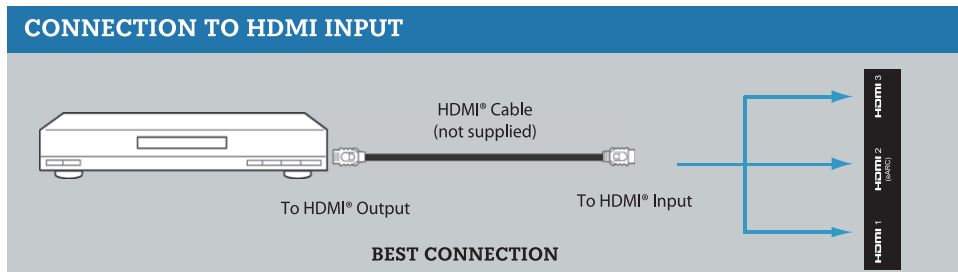 CONNECTION TO HDMI INPUT
HDMI® Cable
(not supplied)
To HDMI® Output
To HDMI® Input
BEST CONNECTION
HDMI 3
HDMI 2
(eARC)
HDMI 1